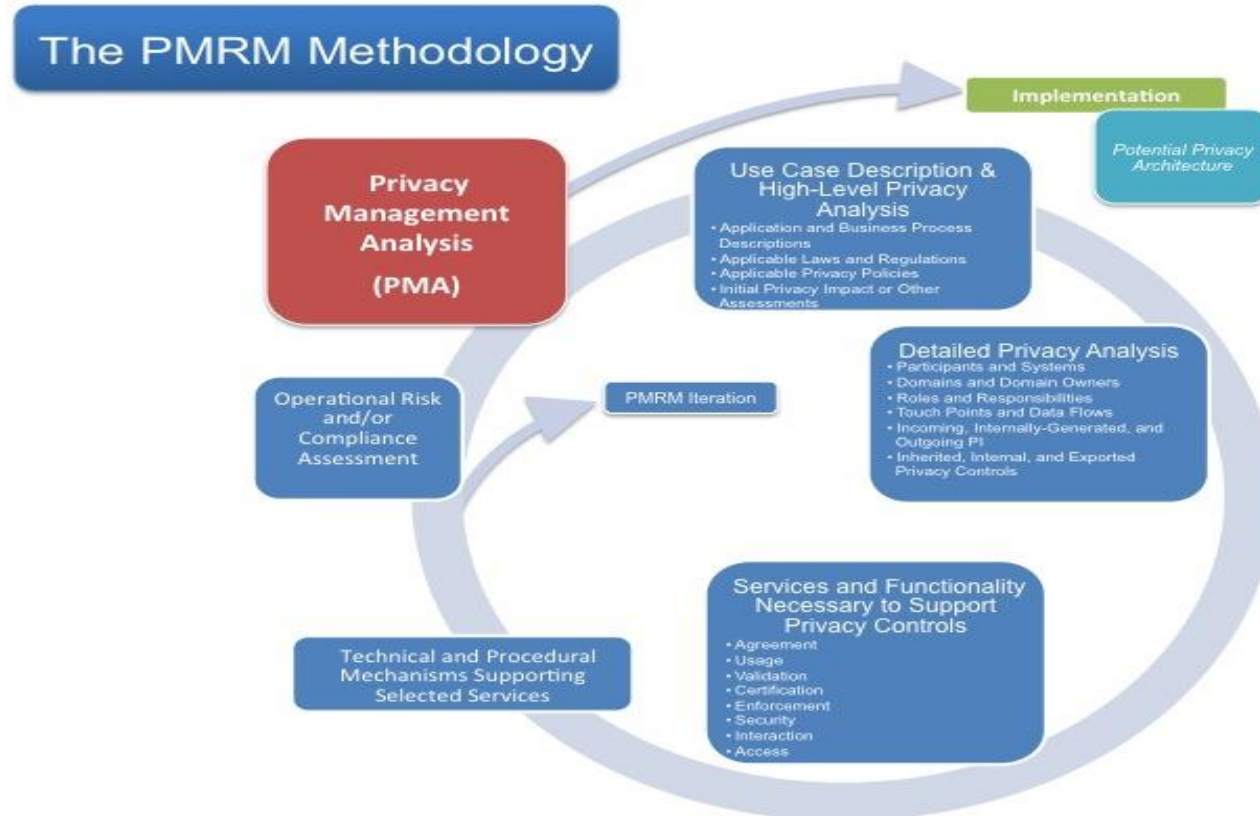 The PMRM Methodology
Implementation
Potential Privacy
Architecture
Privacy
Management
Analysis
(PMA)
Use Case Description &
High-Level Privacy
Analysis
• Application and Business Process
Descriptions
• Applicable Laws and Regulations
• Applicable Privacy Policies
• Initial Privacy Impact or Other
Assessments
Detailed Privacy Analysis
• Participants and Systems
• Domains and Domain Owners
• Roles and Responsibilities
• Touch Points and Data Flows
• Incoming, Internally-Generated, and
Outgoing PI
• Inherited, Internal, and Exported
Privacy Controls
Operational Risk
and/or
Compliance
Assessment
PMRM Iteration
Services and Functionality
Necessary to Support
Privacy Controls
• Agreement
• Usage
• Validation
• Certification
• Enforcement
• Security
• Interaction
• Access
Technical and Procedural
Mechanisms Supporting
Selected Services